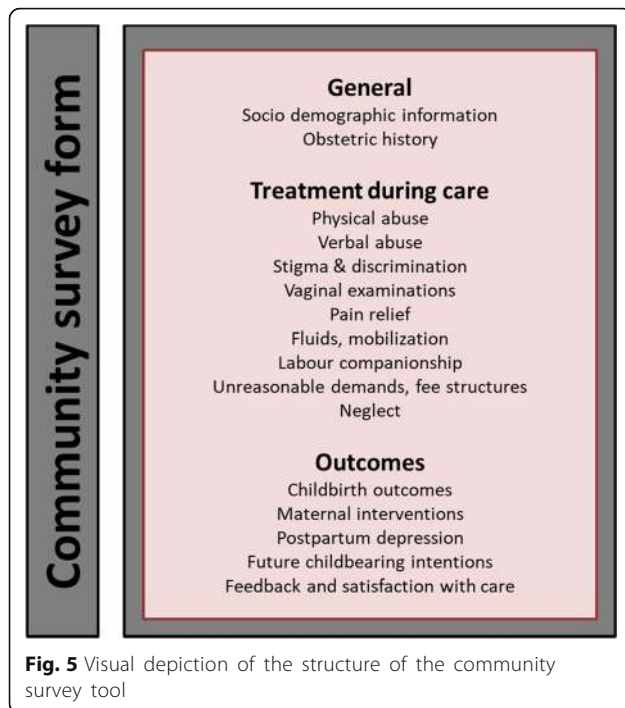 Community survey form
General
Socio demographic information
Obstetric history
Treatment during care
Physical abuse
Verbal abuse
Stigma & discrimination
Vaginal examinations
Pain relief
Fluids, mobilization
Labour companionship
Unreasonable demands, fee structures
Neglect
Outcomes
Childbirth outcomes
Maternal interventions
Postpartum depression
Future childbearing intentions
Feedback and satisfaction with care
Fig. 5 Visual depiction of the structure of the community
survey tool